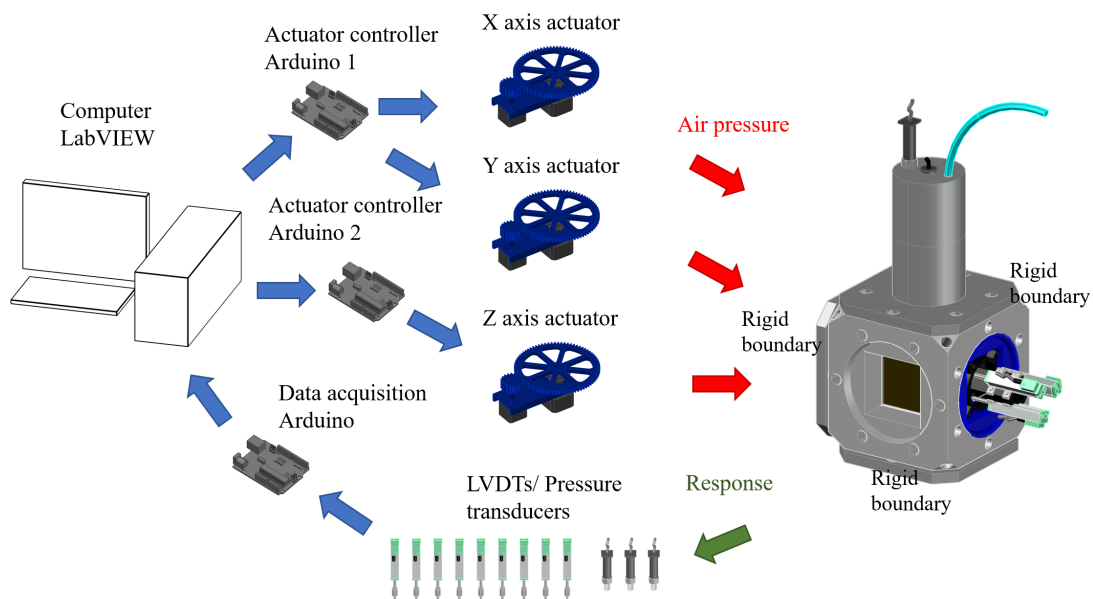 X axis actuator
Actuator controller
Arduino 1
Computer
LabVIEW
Air pressure
Y axis actuator
Actuator controller
Arduino 2
Rigid
boundary
Rigid
boundary
Z axis actuator
Data acquisition
Arduino
LVDTs/ Pressure
transducers
Response
Rigid
boundary